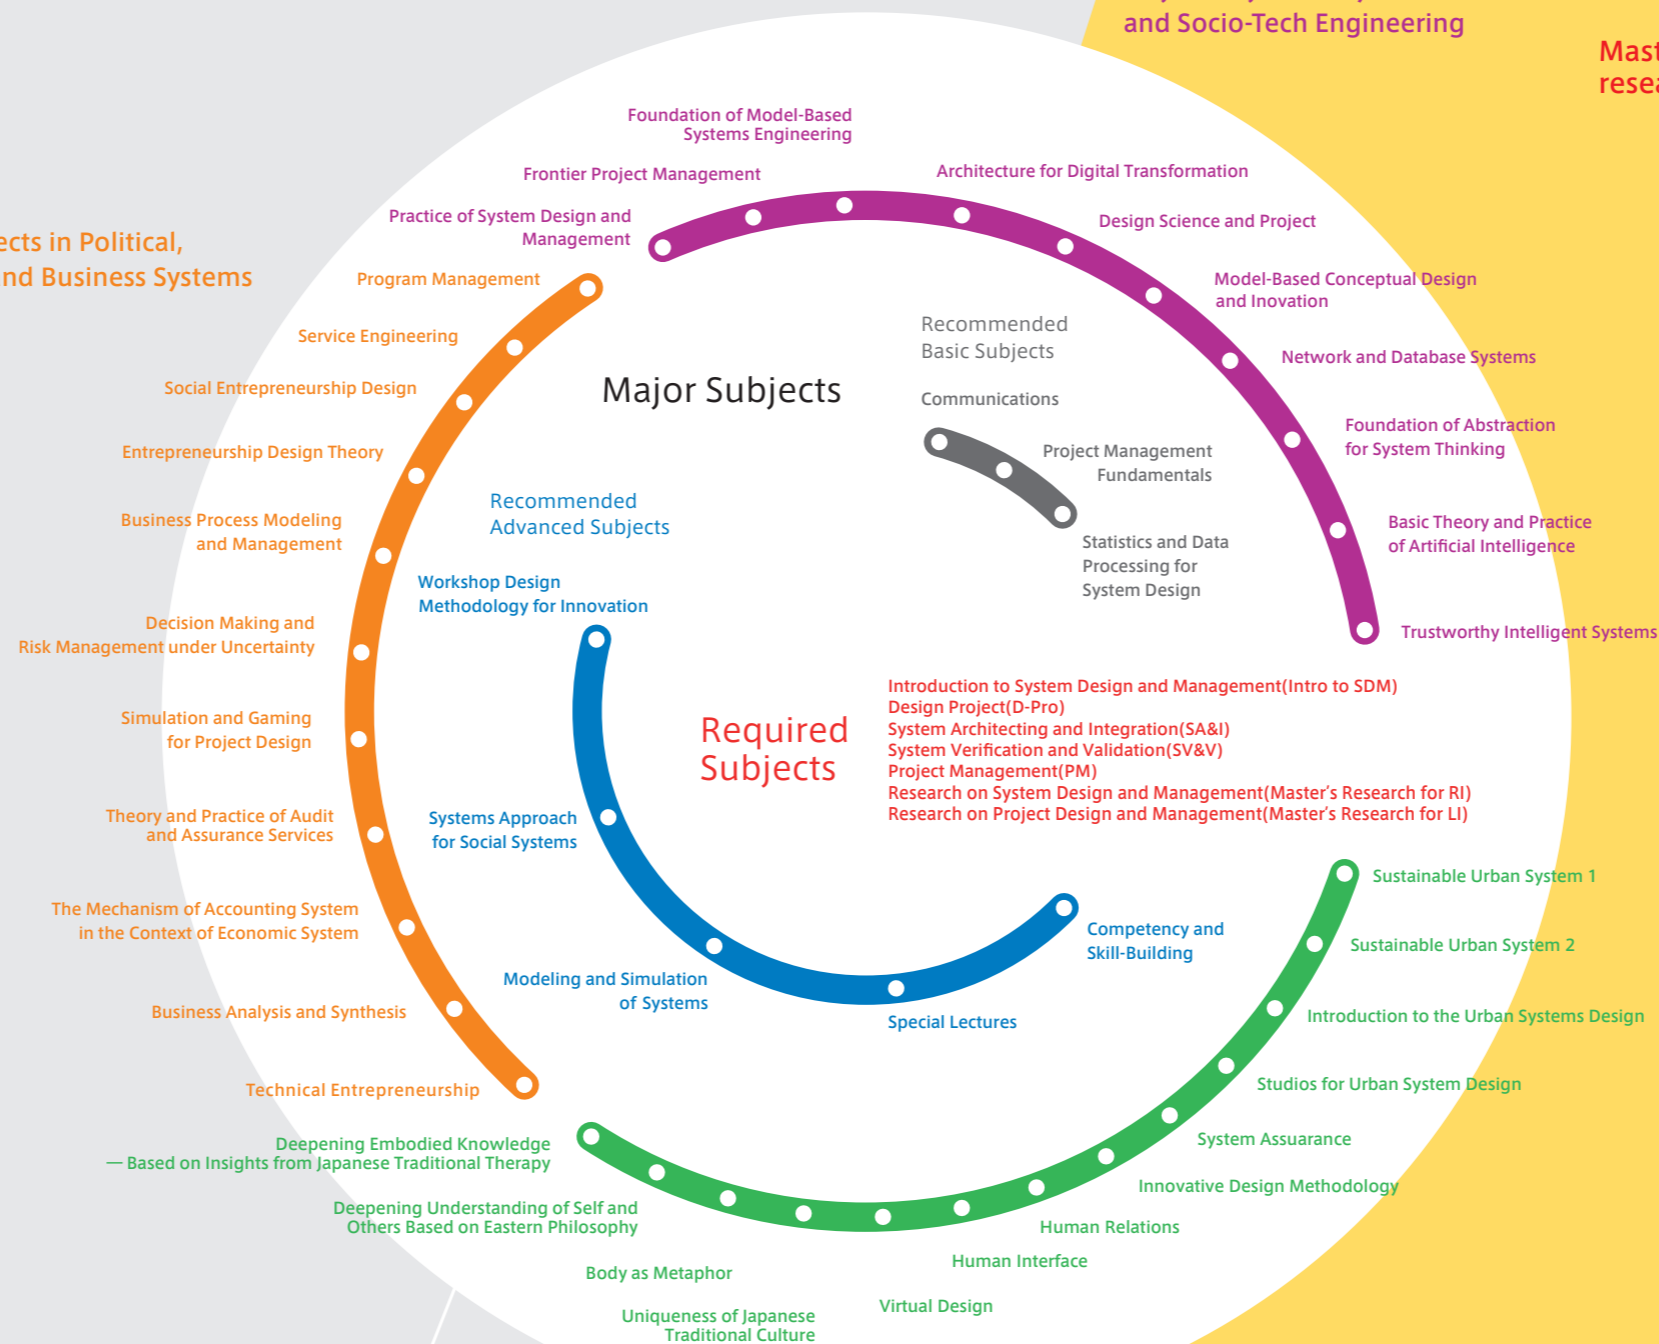 and Socio-Tech Engineering
Mast
resea
ects in Political,
nd Business Systems
Foundation of Model-Based
Systems Engineering
Frontier Project Management
Practice of System Design and
Management
Architecture for Digital Transformation
Design Science and Project
Model-Based Conceptual Design
and Inovation
Network and Database Systems
Foundation of Abstraction
for System Thinking
Basic Theory and Practice
of Artificial Intelligence
Trustworthy Intelligent Systems
Program Management
Service Engineering
Social Entrepreneurship Design
Entrepreneurship Design Theory
Business Process Modeling
and Management
Decision Making and
Risk Management under Uncertainty
Simulation and Gaming
for Project Design
Theory and Practice of Audit
and Assurance Services
The Mechanism of Accounting System
in the Context of Economic System
Business Analysis and Synthesis
Technical Entrepreneurship
Major Subjects
Recommended
Basic Subjects
Communications
Project Management
Fundamentals
Statistics and Data
Processing for
System Design
Recommended
Advanced Subjects
Workshop Design
Methodology for Innovation
Systems Approach
for Social Systems
Modeling and Simulation
of Systems
Special Lectures
Competency and
Skill-Building
Required
Subjects
Introduction to System Design and Management(Intro to SDM)
Design Project(D-Pro)
System Architecting and Integration(SA&I)
System Verification and Validation(SV&V)
Project Management(PM)
Research on System Design and Management(Master's Research for RI)
Research on Project Design and Management(Master's Research for LI)
Sustainable Urban System 1
Sustainable Urban System 2
Introduction to the Urban Systems Design
Studios for Urban System Design
System Assuarance
Innovative Design Methodology
Human Relations
Human Interface
Virtual Design
Uniqueness of Japanese
Traditional Culture
Body as Metaphor
Deepening Understanding of Self and
Others Based on Eastern Philosophy
Deepening Embodied Knowledge
— Based on Insights from Japanese Traditional Therapy